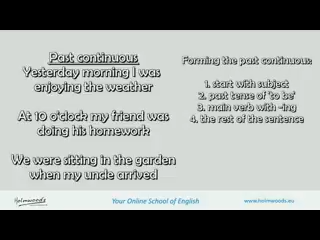 Past continuous
Yesterday morning I was
enjoying the weather
At 10 o'clock my friend was
doing his homework
We were sitting in the garden
when my uncle arrived
Forming the past continuous:
1. start with subject
2. past tense of 'to be'
3. main verb with -ing
4. the rest of the sentence
Holmwood's
Your Online School of English
www.holmwoods.eu